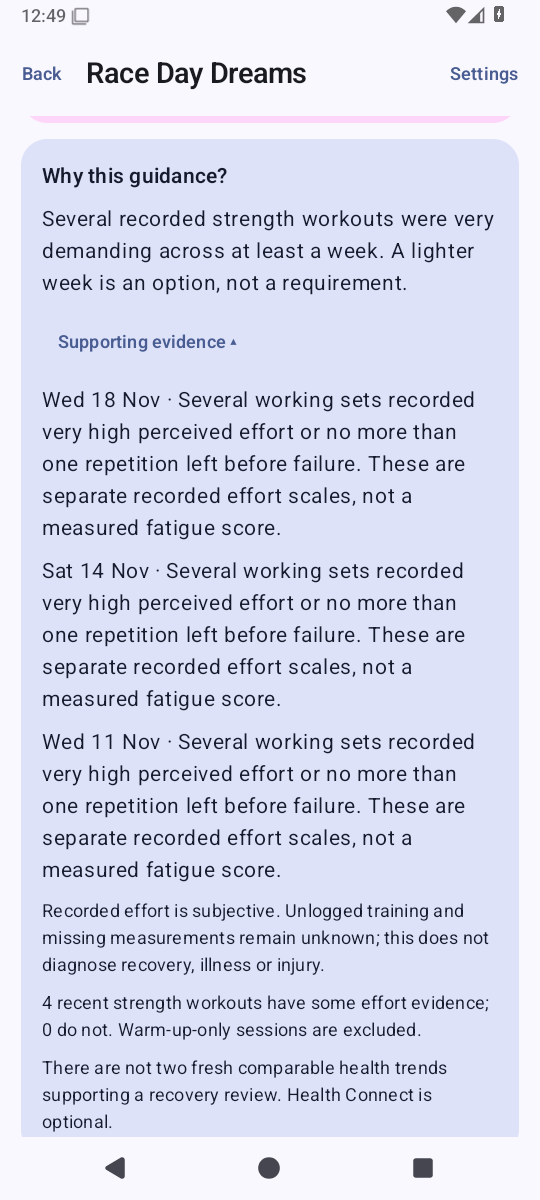 12:49
Back
Race Day Dreams
Settings
Why this guidance?
Several recorded strength workouts were very
demanding across at least a week. A lighter
week is an option, not a requirement.
Supporting evidence ▴
Wed 18 Nov · Several working sets recorded
very high perceived effort or no more than
one repetition left before failure. These are
separate recorded effort scales, not a
measured fatigue score.
Sat 14 Nov · Several working sets recorded
very high perceived effort or no more than
one repetition left before failure. These are
separate recorded effort scales, not a
measured fatigue score.
Wed 11 Nov · Several working sets recorded
very high perceived effort or no more than
one repetition left before failure. These are
separate recorded effort scales, not a
measured fatigue score.
Recorded effort is subjective. Unlogged training and
missing measurements remain unknown; this does not
diagnose recovery, illness or injury.
4 recent strength workouts have some effort evidence;
0 do not. Warm-up-only sessions are excluded.
There are not two fresh comparable health trends
supporting a recovery review. Health Connect is
optional.